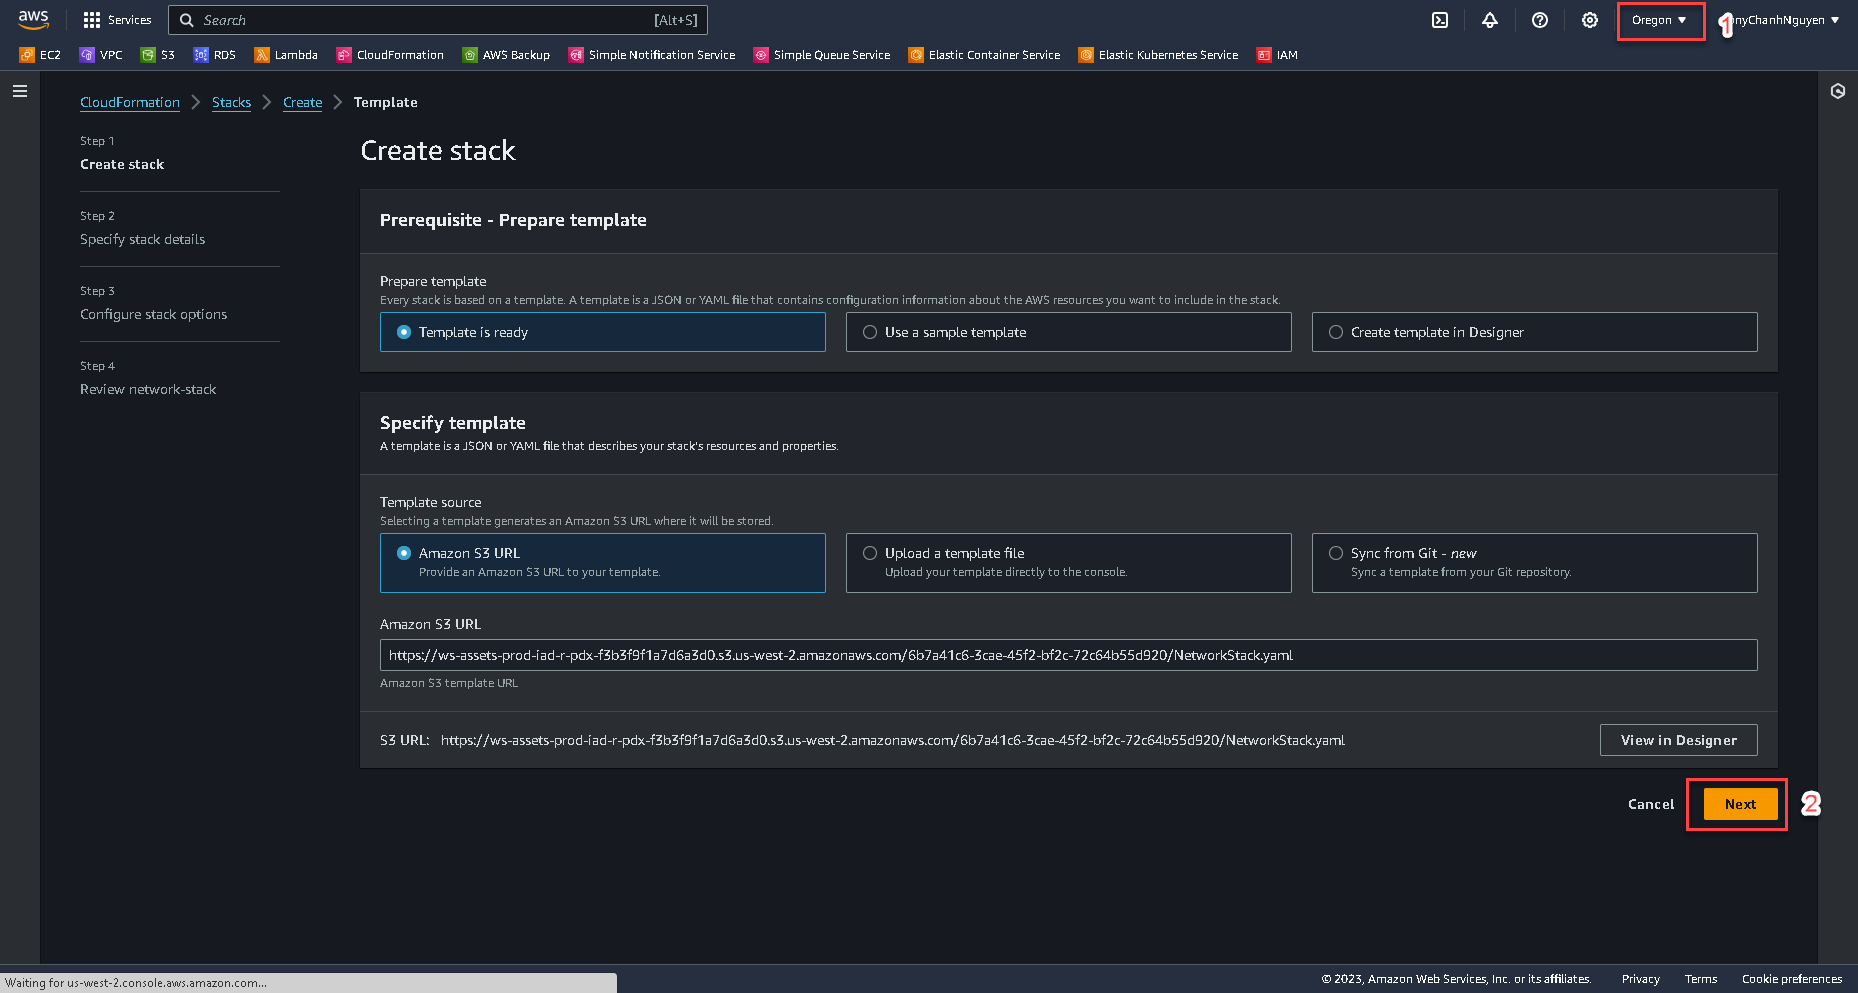 aws Services Search [Alt+S] Oregon 1 nyChanhNguyen
EC2 VPC S3 RDS Lambda CloudFormation AWS Backup Simple Notification Service Simple Queue Service Elastic Container Service Elastic Kubernetes Service IAM
CloudFormation Stacks Create Template
Step 1
Create stack
Step 2
Specify stack details
Step 3
Configure stack options
Step 4
Review network-stack
Create stack
Prerequisite - Prepare template
Prepare template
Every stack is based on a template. A template is a JSON or YAML file that contains configuration information about the AWS resources you want to include in the stack.
Template is ready Use a sample template Create template in Designer
Specify template
A template is a JSON or YAML file that describes your stack's resources and properties.
Template source
Selecting a template generates an Amazon S3 URL where it will be stored.
Amazon S3 URL Upload a template file Sync from Git - new
Provide an Amazon S3 URL to your template. Upload your template directly to the console. Sync a template from your Git repository.
Amazon S3 URL
https://ws-assets-prod-iad-r-pdx-f3b3f9f1a7d6a3d0.s3.us-west-2.amazonaws.com/6b7a41c6-3cae-45f2-bf2c-72c64b55d920/NetworkStack.yaml
Amazon S3 template URL
S3 URL: https://ws-assets-prod-iad-r-pdx-f3b3f9f1a7d6a3d0.s3.us-west-2.amazonaws.com/6b7a41c6-3cae-45f2-bf2c-72c64b55d920/NetworkStack.yaml View in Designer
Cancel Next 2
© 2023, Amazon Web Services, Inc. or its affiliates. Privacy Terms Cookie preferences
Waiting for us-west-2.console.aws.amazon.com...